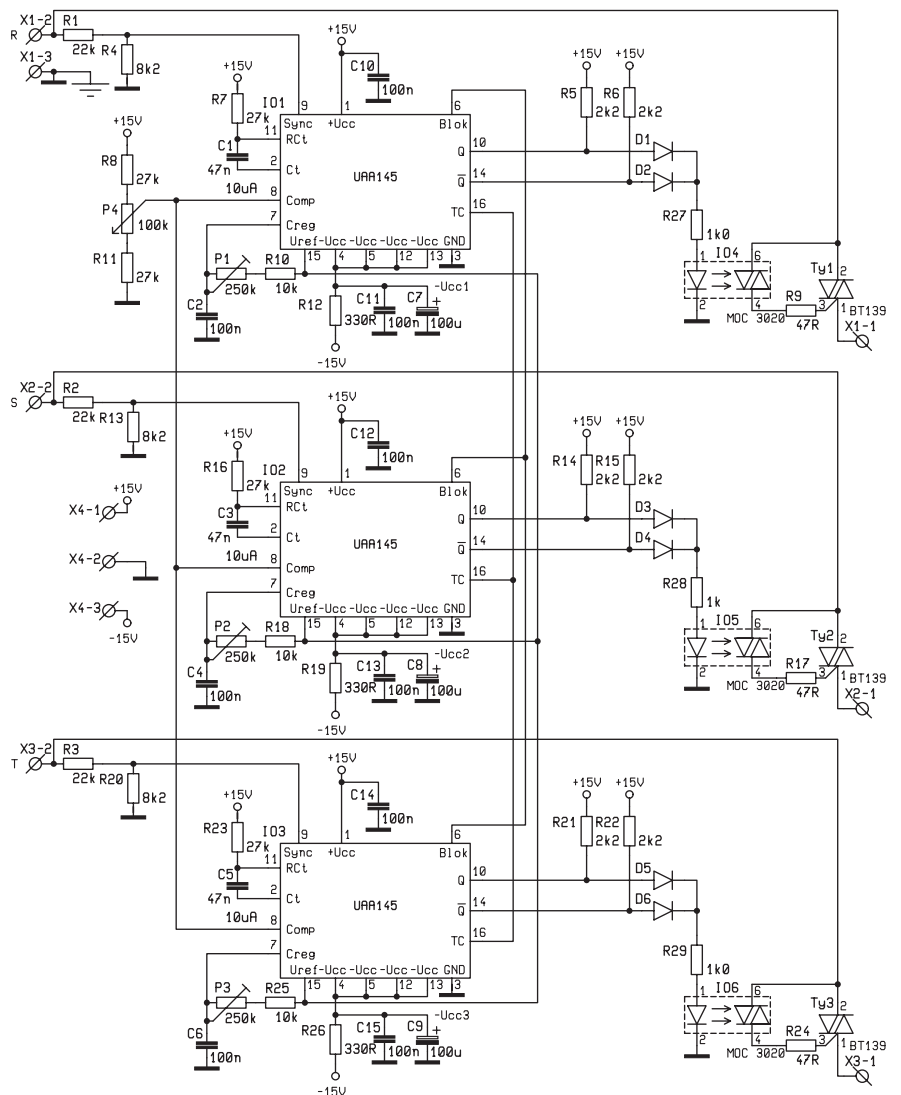 X1-2
R
R1
22k
R4
8k2
X1-3
+15V
R8
27k
P4
100k
R11
27k
+15V
R7
27k
C1
47n
10uA
IO1
+15V
C10
100n
9
1
6
Sync
+Ucc
Blok
11
RCt
2
Ct
8
Comp
7
Creg
UAA145
Q
10
Q
14
TC
16
Uref
-Ucc
-Ucc
-Ucc
GND
15
4
5
12
13
3
P1
250k
R10
10k
C2
100n
R12
330R
-15V
C11
100n
C7
+
100u
-Ucc1
+15V
+15V
R5
2k2
R6
2k2
D1
D2
R27
1k0
IO4
1
2
6
4
MOC 3020
R9
47R
Ty1
2
3
1
BT139
X1-1
X2-2
S
R2
22k
R13
8k2
X4-1
+15V
X4-2
X4-3
-15V
+15V
R16
27k
C3
47n
10uA
IO2
+15V
C12
100n
9
1
6
Sync
+Ucc
Blok
11
RCt
2
Ct
8
Comp
7
Creg
UAA145
Q
10
Q
14
TC
16
Uref
-Ucc
-Ucc
-Ucc
GND
15
4
5
12
13
3
P2
250k
R18
10k
C4
100n
R19
330R
-15V
C13
100n
C8
+
100u
-Ucc2
+15V
+15V
R14
2k2
R15
2k2
D3
D4
R28
1k
IO5
1
2
6
4
MOC 3020
R17
47R
Ty2
2
3
1
BT139
X2-1
X3-2
T
R3
22k
R20
8k2
+15V
R23
27k
C5
47n
10uA
IO3
+15V
C14
100n
9
1
6
Sync
+Ucc
Blok
11
RCt
2
Ct
8
Comp
7
Creg
UAA145
Q
10
Q
14
TC
16
Uref
-Ucc
-Ucc
-Ucc
GND
15
4
5
12
13
3
P3
250k
R25
10k
C6
100n
R26
330R
-15V
C15
100n
C9
+
100u
-Ucc3
+15V
+15V
R21
2k2
R22
2k2
D5
D6
R29
1k0
IO6
1
2
6
4
MOC 3020
R24
47R
Ty3
2
3
1
BT139
X3-1